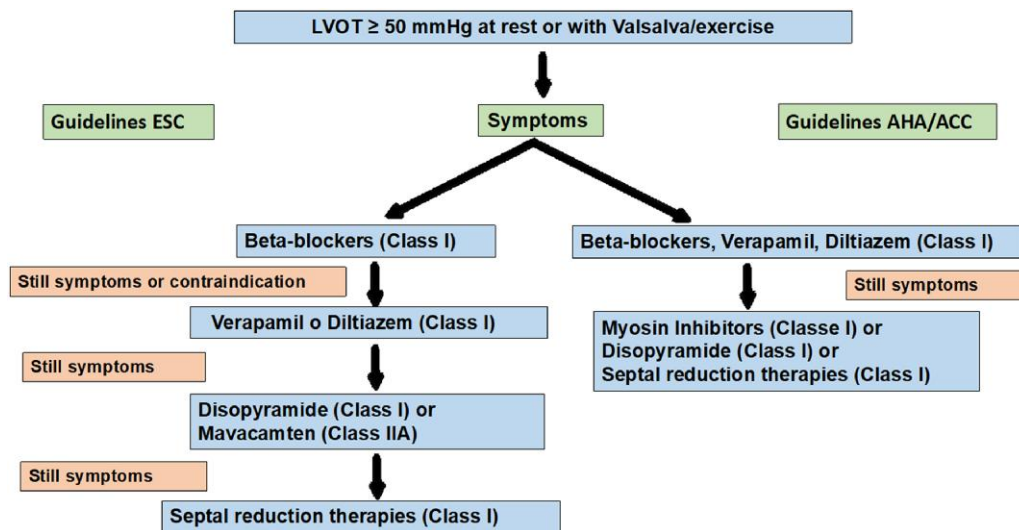 LVOT ≥ 50 mmHg at rest or with Valsalva/exercise
Guidelines ESC
Symptoms
Guidelines AHA/ACC
Beta-blockers (Class I)
Beta-blockers, Verapamil, Diltiazem (Class I)
Still symptoms or contraindication
Still symptoms
Verapamil o Diltiazem (Class I)
Myosin Inhibitors (Classe I) or
Disopyramide (Class I) or
Septal reduction therapies (Class I)
Still symptoms
Disopyramide (Class I) or
Mavacamten (Class IIA)
Still symptoms
Septal reduction therapies (Class I)